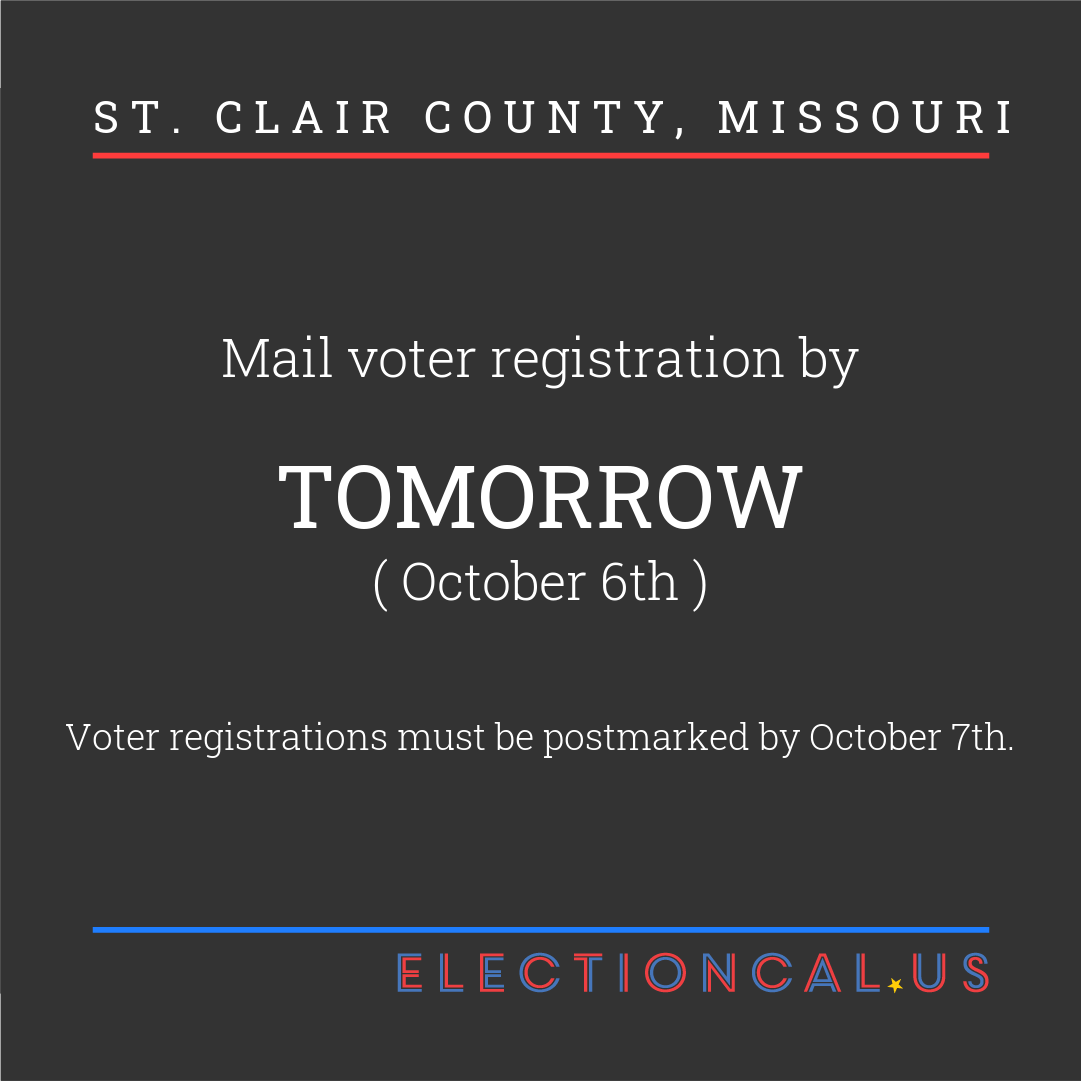 ST. CLAIR COUNTY, MISSOURI
Mail voter registration by
TOMORROW
( October 6th )
Voter registrations must be postmarked by October 7th.
ELECTIONCAL.US